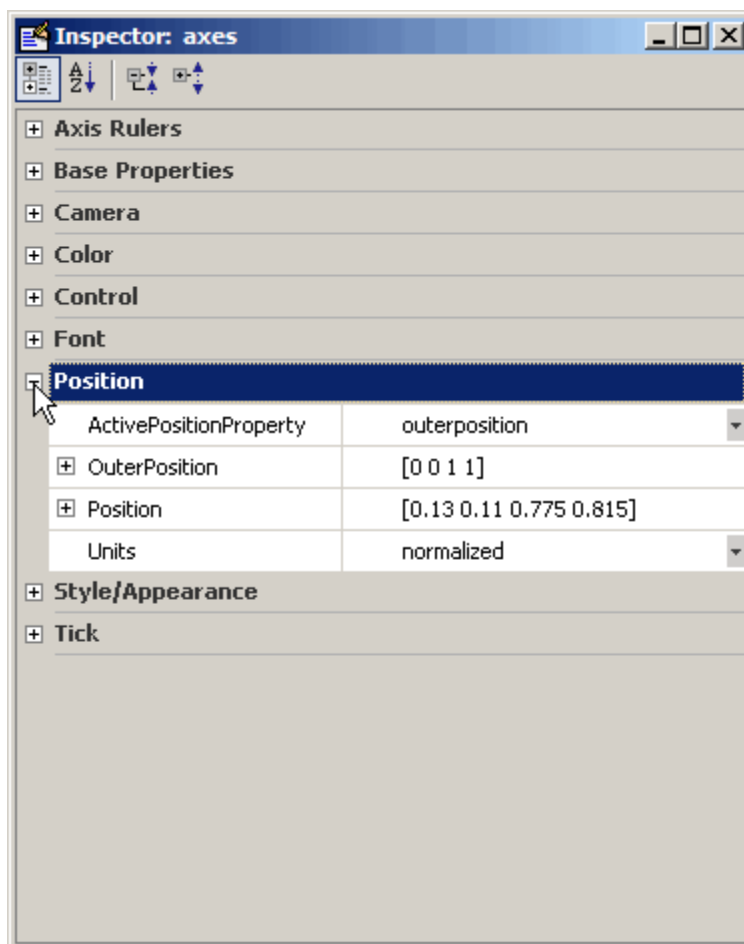 Inspector: axes
A
Z
Axis Rulers
Base Properties
Camera
Color
Control
Font
Position
ActivePositionProperty outerposition
OuterPosition [0 0 1 1]
Position [0.13 0.11 0.775 0.815]
Units normalized
Style/Appearance
Tick